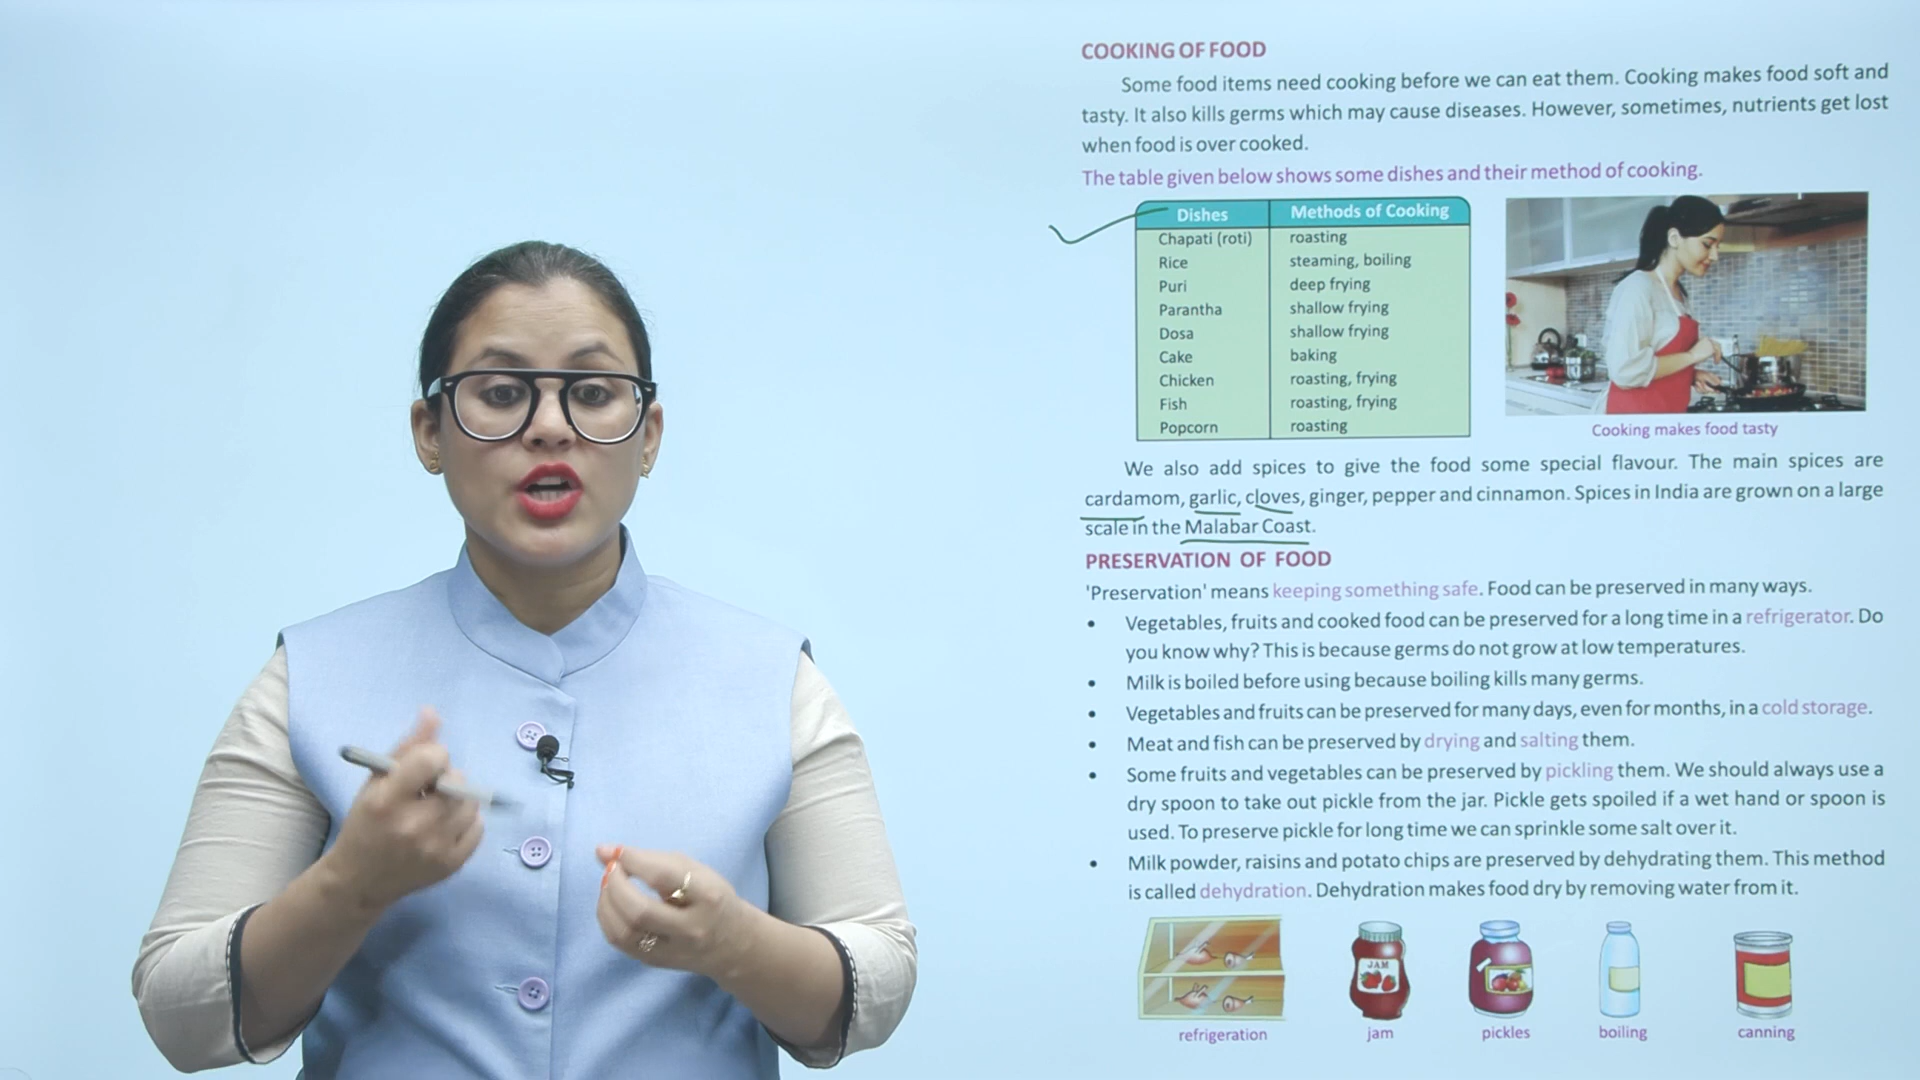 COOKING OF FOOD
Some food items need cooking before we can eat them. Cooking makes food soft and
tasty. It also kills germs which may cause diseases. However, sometimes, nutrients get lost
when food is over cooked.
The table given below shows some dishes and their method of cooking.
Dishes Methods of Cooking
Chapati (roti) roasting
Rice steaming, boiling
Puri deep frying
Parantha shallow frying
Dosa shallow frying
Cake baking
Chicken roasting, frying
Fish roasting, frying
Popcorn roasting
Cooking makes food tasty
We also add spices to give the food some special flavour. The main spices are
cardamom, garlic, cloves, ginger, pepper and cinnamon. Spices in India are grown on a large
scale in the Malabar Coast.
PRESERVATION OF FOOD
'Preservation' means keeping something safe. Food can be preserved in many ways.
• Vegetables, fruits and cooked food can be preserved for a long time in a refrigerator. Do
you know why? This is because germs do not grow at low temperatures.
• Milk is boiled before using because boiling kills many germs.
• Vegetables and fruits can be preserved for many days, even for months, in a cold storage.
• Meat and fish can be preserved by drying and salting them.
• Some fruits and vegetables can be preserved by pickling them. We should always use a
dry spoon to take out pickle from the jar. Pickle gets spoiled if a wet hand or spoon is
used. To preserve pickle for long time we can sprinkle some salt over it.
• Milk powder, raisins and potato chips are preserved by dehydrating them. This method
is called dehydration. Dehydration makes food dry by removing water from it.
JAM
refrigeration jam pickles boiling canning